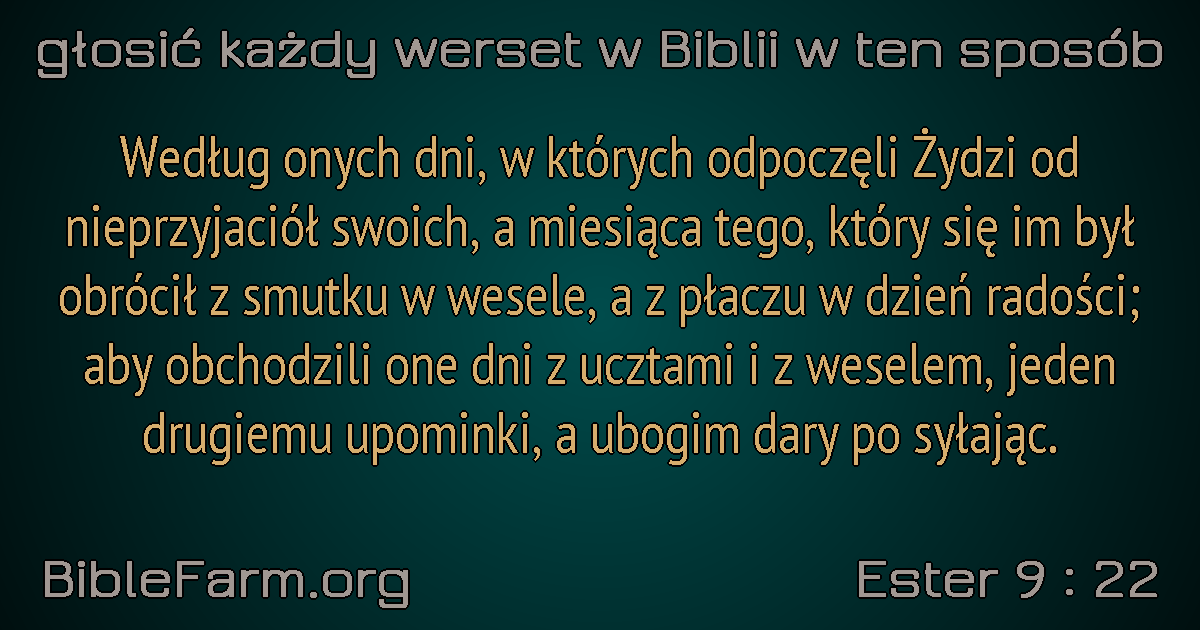 głosić każdy werset w Biblii w ten sposób
Według onych dni, w których odpoczęli Żydzi od
nieprzyjaciół swoich, a miesiąca tego, który się im był
obrócił z smutku w wesele, a z płaczu w dzień radości;
aby obchodzili one dni z ucztami i z weselem, jeden
drugiemu upominki, a ubogim dary po syłając.
BibleFarm.org
Ester 9 : 22